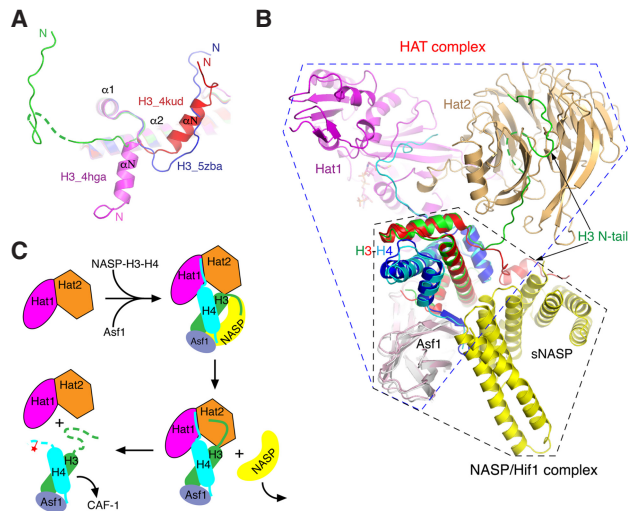 A
N
N
N
α1
H3_4kud
α2
αN
αN
H3_5zba
H3_4hga
N
B
HAT complex
Hat2
Hat1
H3 N-tail
H3-H4
Asf1
sNASP
NASP/Hif1 complex
C
NASP-H3-H4
Hat2
Hat1
Asf1
Hat2
Hat1
H3
H4
NASP
Asf1
Hat2
Hat1
+
H3
H4
Asf1
CAF-1
Hat2
Hat1
H3
H4
Asf1
+
NASP